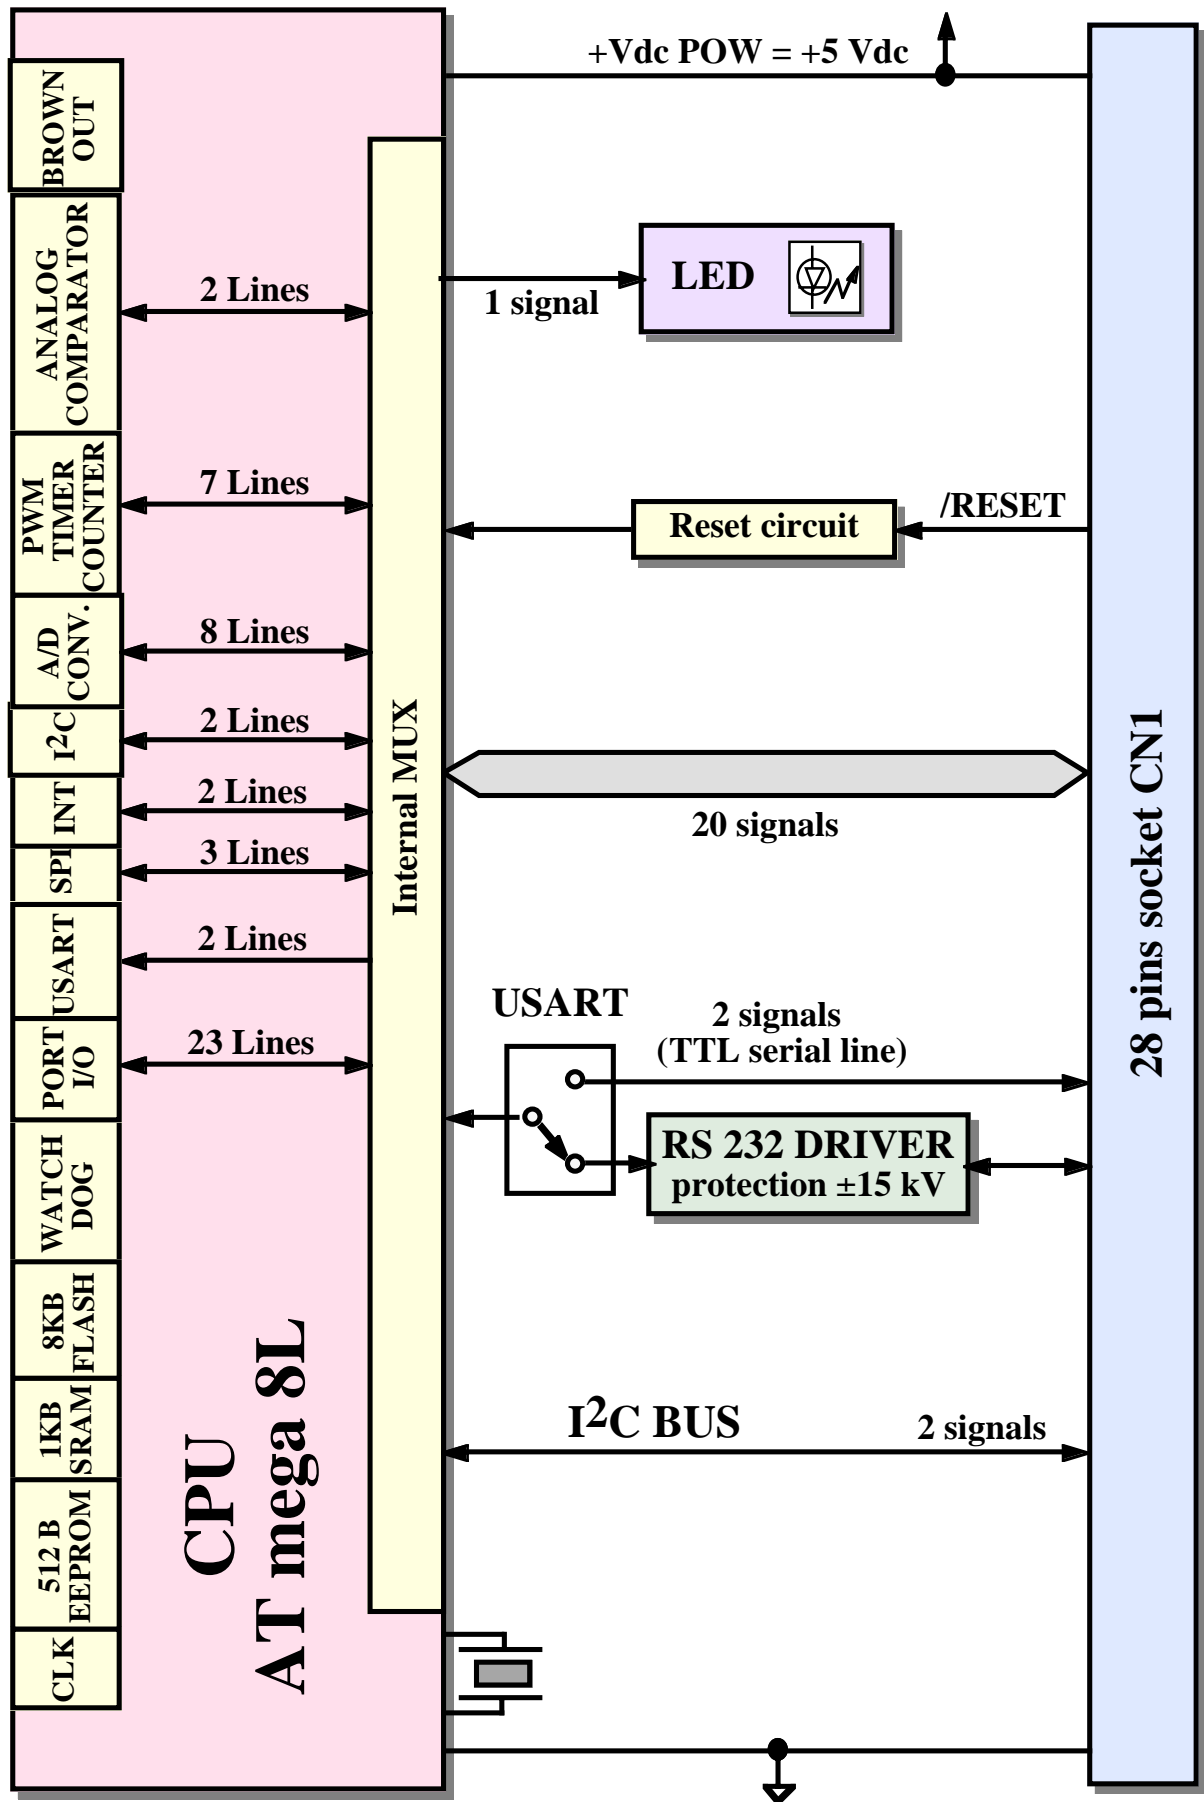 +Vdc POW = +5 Vdc
BROWN
OUT
ANALOG
COMPARATOR
2 Lines
LED
1 signal
PWM
TIMER
COUNTER
7 Lines
Reset circuit
/RESET
A/D
CONV.
8 Lines
I2C
2 Lines
INT
2 Lines
SPI
3 Lines
USART
2 Lines
PORT
I/O
23 Lines
Internal MUX
20 signals
28 pins socket CN1
USART
2 signals
(TTL serial line)
RS 232 DRIVER
protection ±15 kV
WATCH
DOG
8KB
FLASH
1KB
SRAM
512 B
EEPROM
CLK
CPU
AT mega 8L
I2C BUS
2 signals